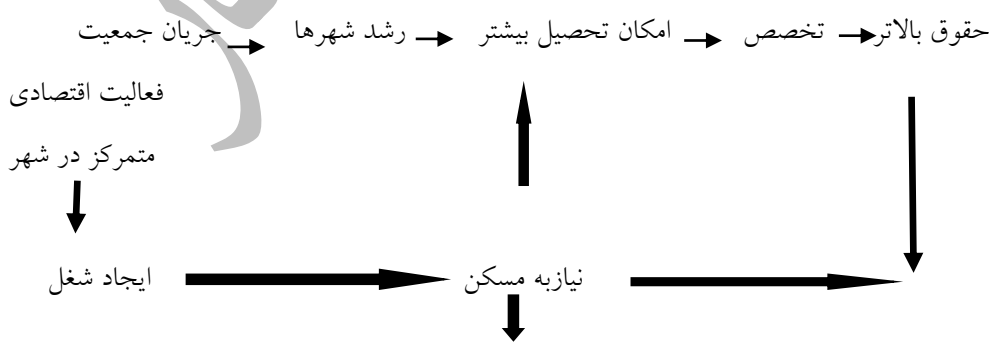 حقوق بالاتر تخصص امکان تحصیل بیشتر رشد شهرها جریان جمعیت
فعالیت اقتصادی
متمرکز در شهر
نیازبه مسکن ایجاد شغل